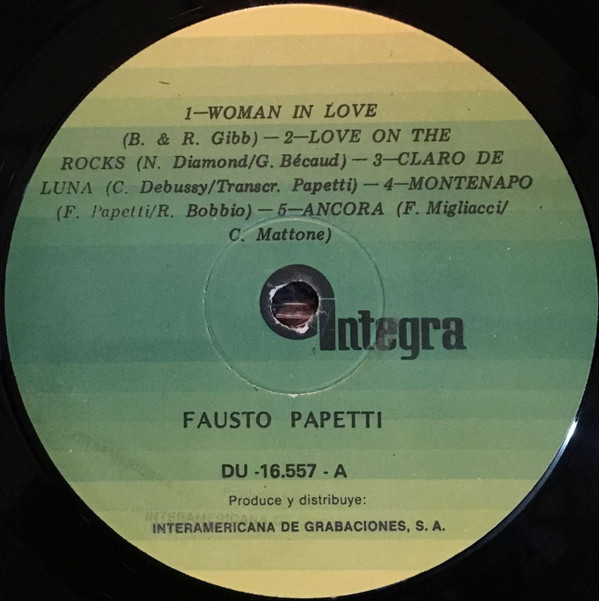 1—WOMAN IN LOVE
(B. & R. Gibb) — 2—LOVE ON THE
ROCKS (N. Diamond/G. Bécaud) — 3—CLARO DE
LUNA (C. Debussy/Transcr. Papetti) — 4—MONTENAPO
(F. Papetti/R. Bobbio) — 5—ANCORA (F. Migliacci/
C. Mattone)
Integra
FAUSTO PAPETTI
DU -16.557 - A
Produce y distribuye:
INTERAMERICANA DE GRABACIONES, S. A.